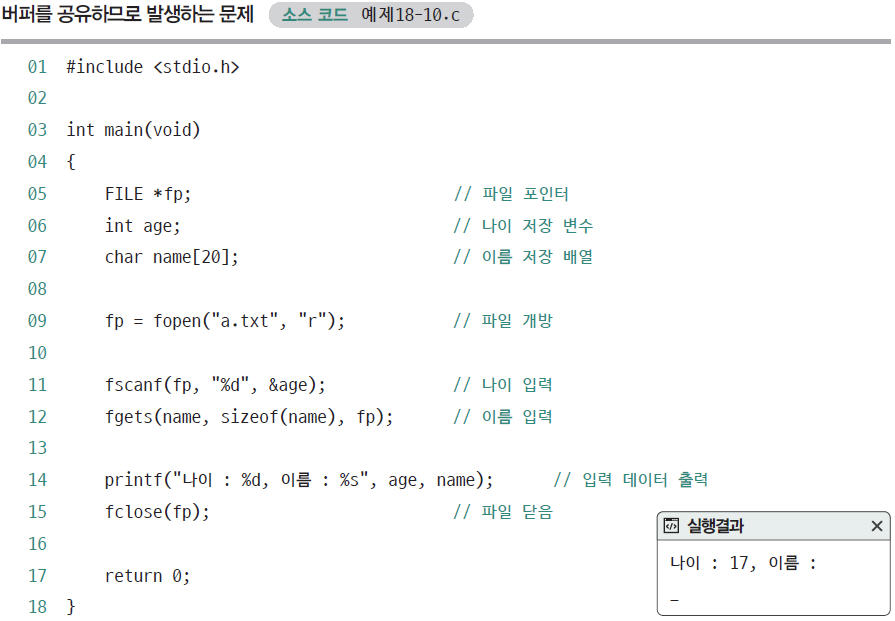 버퍼를 공유하므로 발생하는 문제 소스 코드 예제18-10.c
01 #include <stdio.h>
02
03 int main(void)
04 {
05 FILE *fp; // 파일 포인터
06 int age; // 나이 저장 변수
07 char name[20]; // 이름 저장 배열
08
09 fp = fopen("a.txt", "r"); // 파일 개방
10
11 fscanf(fp, "%d", &age); // 나이 입력
12 fgets(name, sizeof(name), fp); // 이름 입력
13
14 printf("나이 : %d, 이름 : %s", age, name); // 입력 데이터 출력
15 fclose(fp); // 파일 닫음
16
17 return 0;
18 }
실행결과
나이 : 17, 이름 :
_